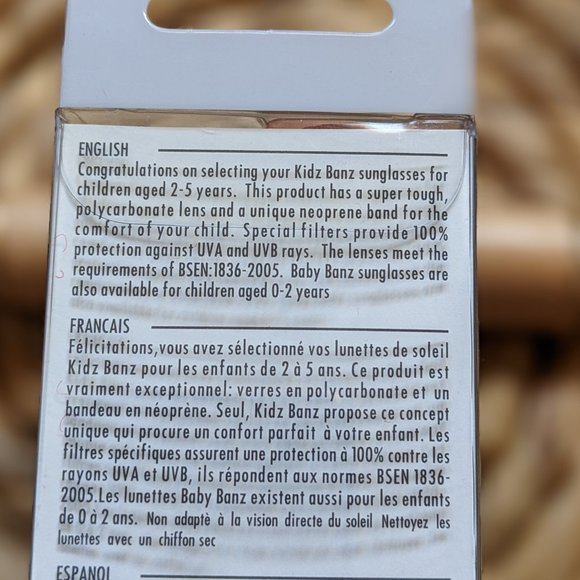 ENGLISH
Congratulations on selecting your Kidz Banz sunglasses for
children aged 2-5 years. This product has a super tough,
polycarbonate lens and a unique neoprene band for the
comfort of your child. Special filters provide 100%
protection against UVA and UVB rays. The lenses meet the
requirements of BSEN:1836-2005. Baby Banz sunglasses are
also available for children aged 0-2 years
FRANCAIS
Félicitations,vous avez sélectionné vos lunettes de soleil
Kidz Banz pour les enfants de 2 à 5 ans. Ce produit est
vraiment exceptionnel: verres en polycarbonate et un
bandeau en néoprène. Seul, Kidz Banz propose ce concept
unique qui procure un confort parfait à votre enfant. Les
filtres spécifiques assurent une protection à 100% contre les
rayons UVA et UVB, ils répondent aux normes BSEN 1836-
2005.Les lunettes Baby Banz existent aussi pour les enfants
de 0 à 2 ans. Non adaptè à la vision directe du soleil Nettoyez les
lunettes avec un chiffon sec
ESPANOL